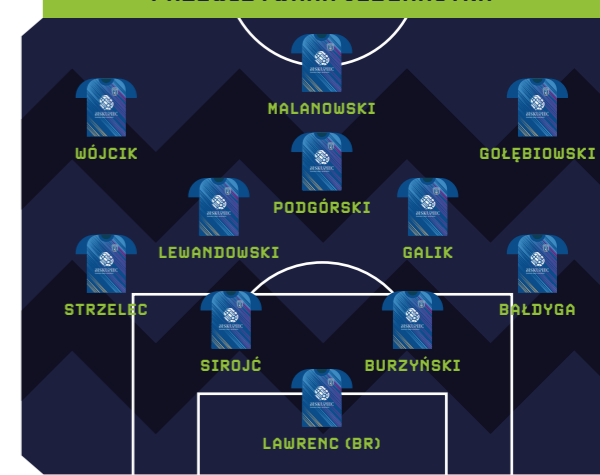 MALANOWSKI
WÓJCIK
GOŁĘBIOWSKI
PODGÓRSKI
LEWANDOWSKI
GALIK
STRZELEC
BAŁDYGA
SIROJĆ
BURZYŃSKI
LAWRENC (BR)